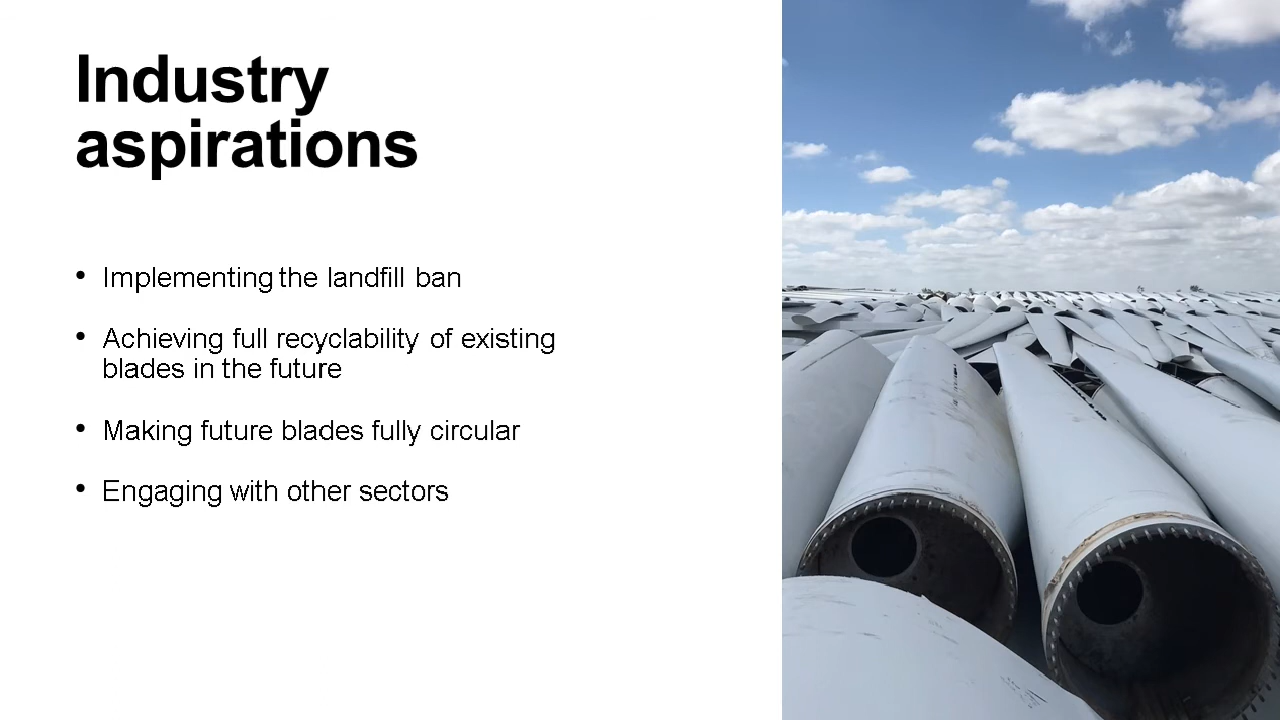 Industry
aspirations
• Implementing the landfill ban
• Achieving full recyclability of existing
blades in the future
• Making future blades fully circular
• Engaging with other sectors